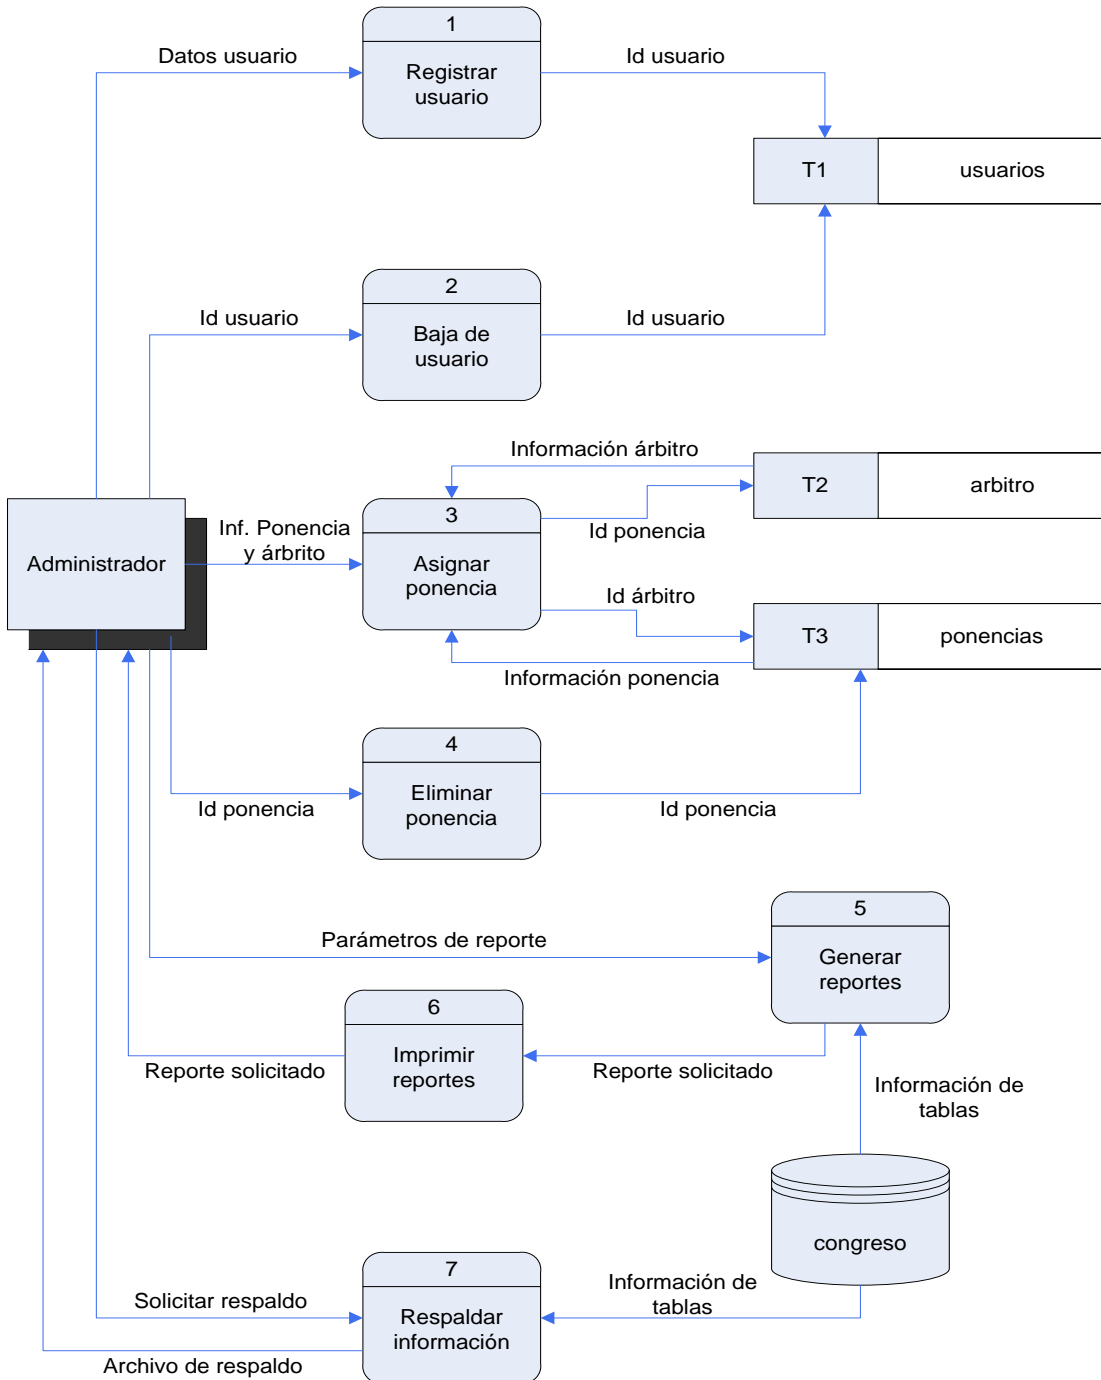 1
Datos usuario
Registrar
usuario
Id usuario
T1
usuarios
2
Id usuario
Baja de
usuario
Id usuario
Información árbitro
T2
arbitro
3
Id ponencia
Administrador
Inf. Ponencia
y árbrito
Asignar
ponencia
Id árbitro
T3
ponencias
Información ponencia
4
Id ponencia
Eliminar
ponencia
Id ponencia
5
Parámetros de reporte
Generar
reportes
6
Reporte solicitado
Imprimir
reportes
Reporte solicitado
Información de
tablas
congreso
7
Solicitar respaldo
Respaldar
información
Información de
tablas
Archivo de respaldo